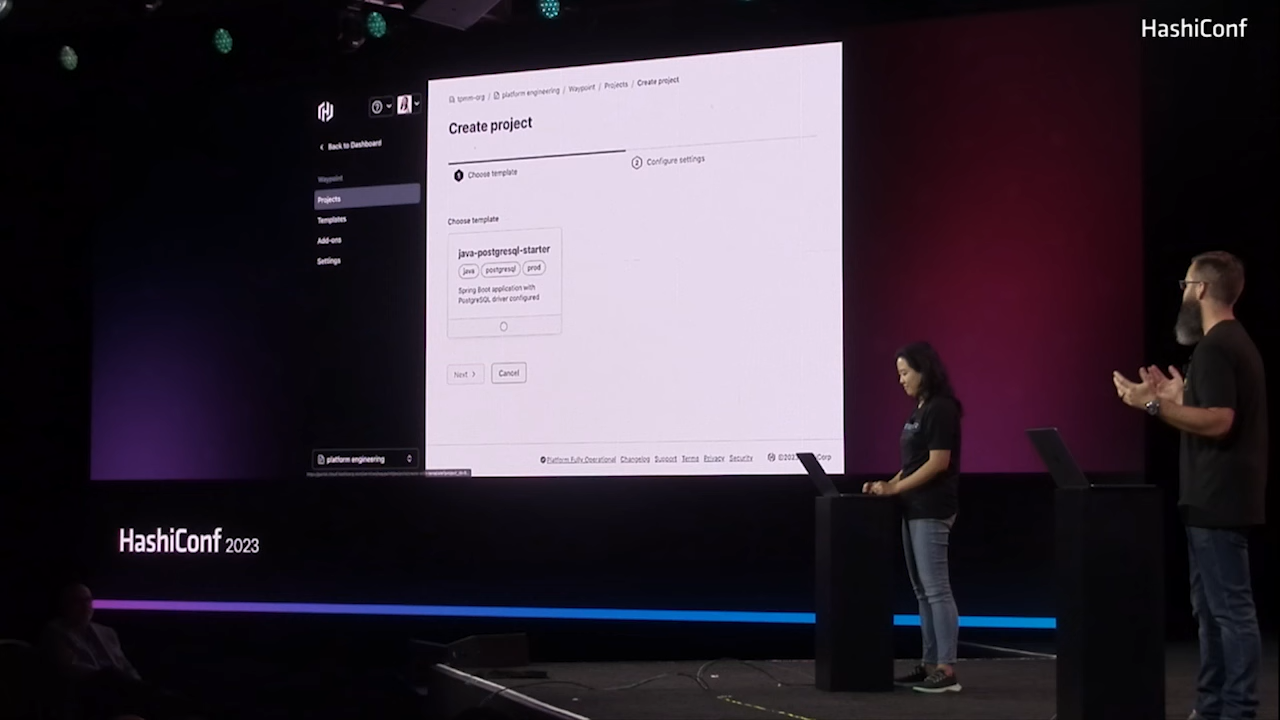 HashiConf
tpmm-org / platform engineering / Waypoint / Projects / Create project
Create project
Back to Dashboard
1 Choose template
2 Configure settings
Waypoint
Projects
Templates
Add-ons
Settings
Choose template
java-postgresql-starter
java postgresql prod
Spring Boot application with
PostgreSQL driver configured
Next
Cancel
platform engineering
Platform Fully Operational Changelog Support Terms Privacy Security
HashiConf 2023